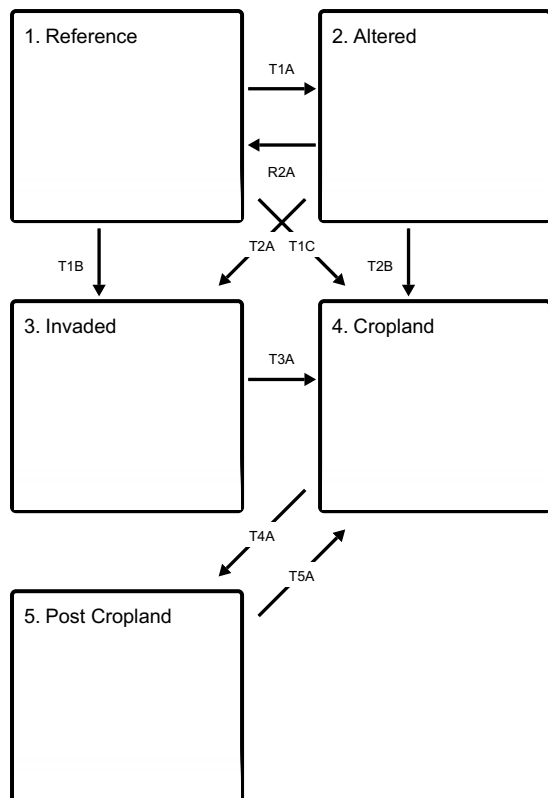 1. Reference
2. Altered
T1A
R2A
T1B
T2A
T1C
T2B
3. Invaded
4. Cropland
T3A
T4A
T5A
5. Post Cropland